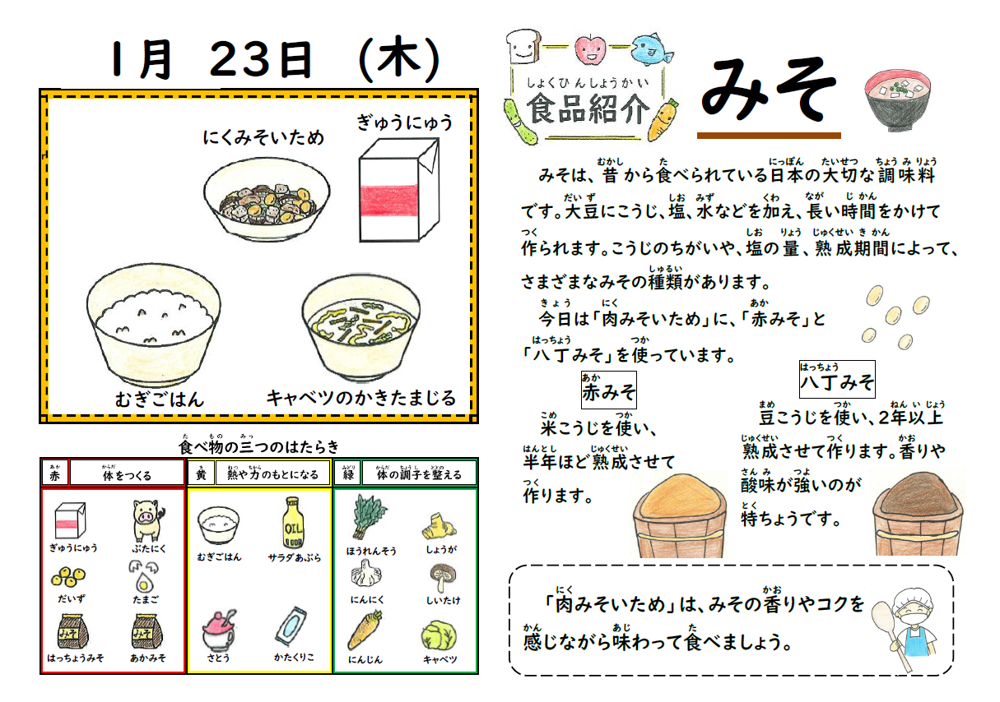 1月 23日 (木)
にくみそいため
ぎゅうにゅう
むぎごはん
キャベツのかきたまじる
食べ物の三つのはたらき
赤 体をつくる
黄 熱や力のもとになる
緑 体の調子を整える
ぎゅうにゅう
ぶたにく
だいず
たまご
みそ
みそ
はっちょうみそ
あかみそ
むぎごはん
OIL
サラダあぶら
さとう
かたくりこ
ほうれんそう
しょうが
にんにく
しいたけ
にんじん
キャベツ
しょくひんしょうかい
食品紹介
みそ
みそは、昔から食べられている日本の大切な調味料
です。大豆にこうじ、塩、水などを加え、長い時間をかけて
作られます。こうじのちがいや、塩の量、熟成期間によって、
さまざまなみその種類があります。
今日は「肉みそいため」に、「赤みそ」と
「八丁みそ」を使っています。
赤みそ
米こうじを使い、
半年ほど熟成させて
作ります。
八丁みそ
豆こうじを使い、2年以上
熟成させて作ります。香りや
酸味が強いのが
特ちょうです。
「肉みそいため」は、みその香りやコクを
感じながら味わって食べましょう。